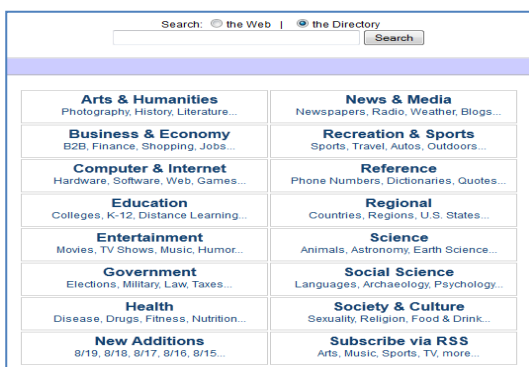 Search: the Web | the Directory
Search
Arts & Humanities
Photography, History, Literature...
News & Media
Newspapers, Radio, Weather, Blogs...
Business & Economy
B2B, Finance, Shopping, Jobs...
Recreation & Sports
Sports, Travel, Autos, Outdoors...
Computer & Internet
Hardware, Software, Web, Games...
Reference
Phone Numbers, Dictionaries, Quotes...
Education
Colleges, K-12, Distance Learning...
Regional
Countries, Regions, U.S. States...
Entertainment
Movies, TV Shows, Music, Humor...
Science
Animals, Astronomy, Earth Science...
Government
Elections, Military, Law, Taxes...
Social Science
Languages, Archaeology, Psychology...
Health
Disease, Drugs, Fitness, Nutrition...
Society & Culture
Sexuality, Religion, Food & Drink...
New Additions
8/19, 8/18, 8/17, 8/16, 8/15...
Subscribe via RSS
Arts, Music, Sports, TV, more...